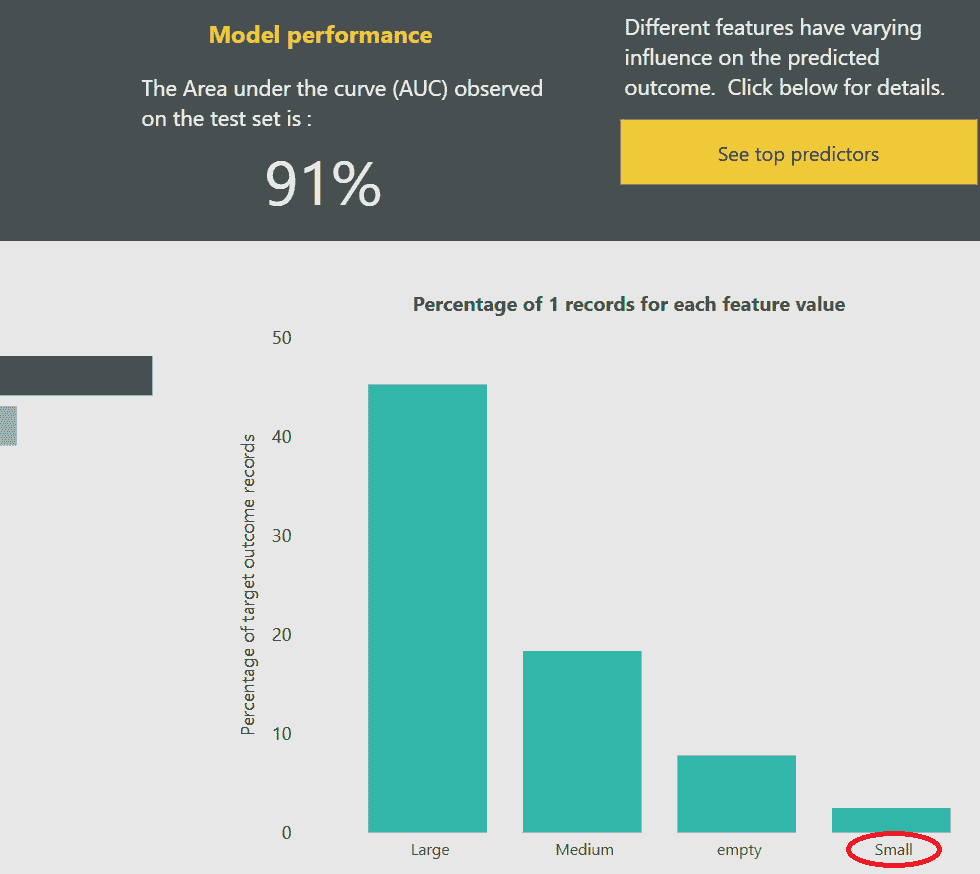 Model performance
The Area under the curve (AUC) observed
on the test set is :
91%
Different features have varying
influence on the predicted
outcome.  Click below for details.
See top predictors
Percentage of 1 records for each feature value
Percentage of target outcome records
50
40
30
20
10
0
Large
Medium
empty
Small